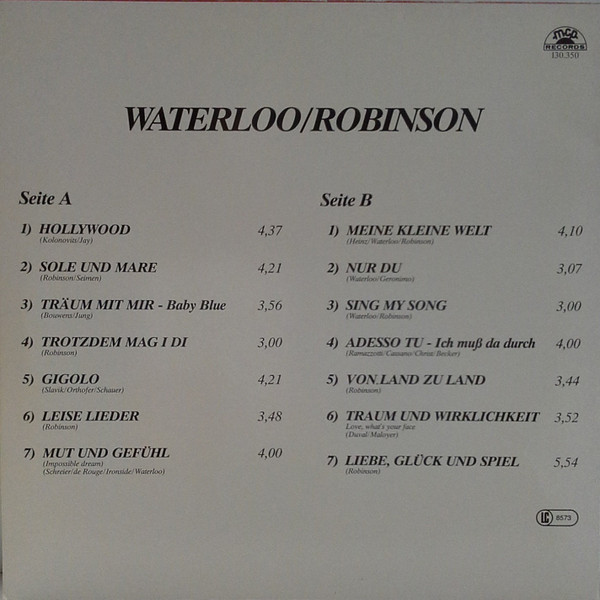 mca
RECORDS
130.350
WATERLOO/ROBINSON
Seite A
1) HOLLYWOOD 4,37
(Kolonovits/Jay)
2) SOLE UND MARE 4,21
(Robinson/Seimen)
3) TRÄUM MIT MIR - Baby Blue 3,56
(Bouwens/Jung)
4) TROTZDEM MAG I DI 3,00
(Robinson)
5) GIGOLO 4,21
(Slavik/Orthofer/Schauer)
6) LEISE LIEDER 3,48
(Robinson)
7) MUT UND GEFÜHL 4,00
(Impossible dream)
(Schreier/de Rouge/Ironside/Waterloo)
Seite B
1) MEINE KLEINE WELT 4,10
(Heinz/Waterloo/Robinson)
2) NUR DU 3,07
(Waterloo/Geronimo)
3) SING MY SONG 3,00
(Waterloo/Robinson)
4) ADESSO TU - Ich muß da durch 4,00
(Ramazzotti/Cassano/Christ/Becker)
5) VON LAND ZU LAND 3,44
(Robinson)
6) TRAUM UND WIRKLICHKEIT 3,52
Love, what's your face
(Duval/Maloyer)
7) LIEBE, GLÜCK UND SPIEL 5,54
(Robinson)
LC 8573